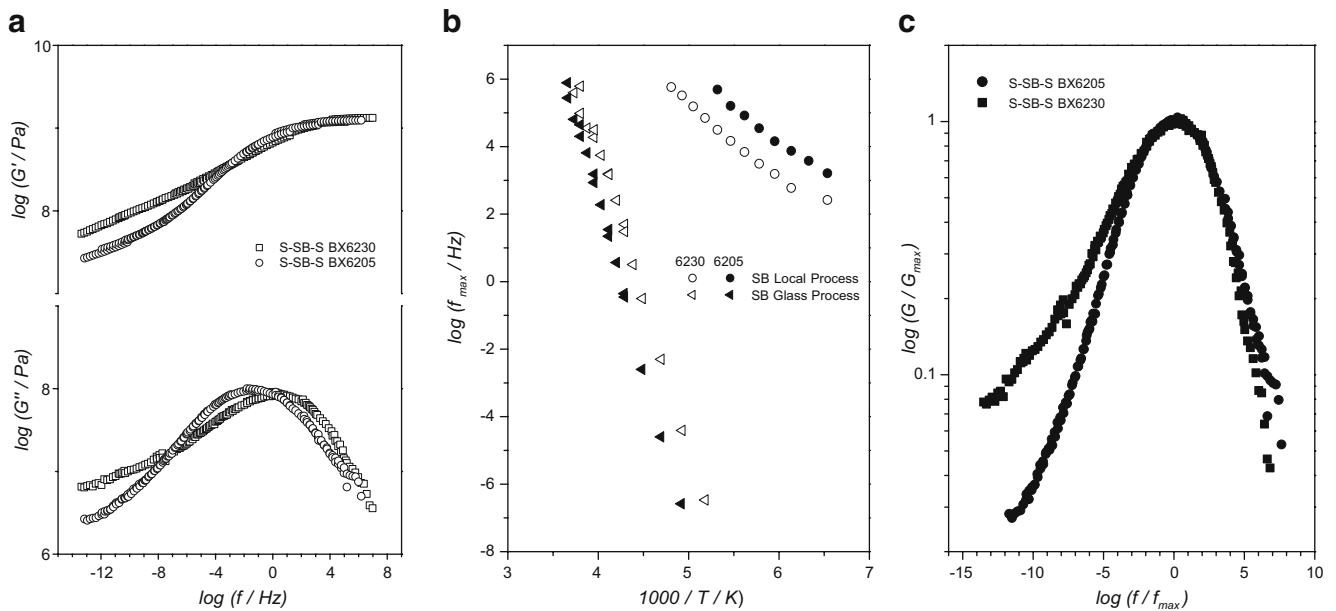 a
10
8
log (G' / Pa)
S-SB-S BX6230
S-SB-S BX6205
8
6
log (G'' / Pa)
-12 -8 -4 0 4 8
log (f / Hz)
b
6
4
2
0
-2
-4
-6
-8
log (f max / Hz)
6230 6205
SB Local Process
SB Glass Process
3 4 5 6 7
1000 / T / K)
c
S-SB-S BX6205
S-SB-S BX6230
1
0.1
log (G / Gmax)
-15 -10 -5 0 5 10
log (f / fmax)